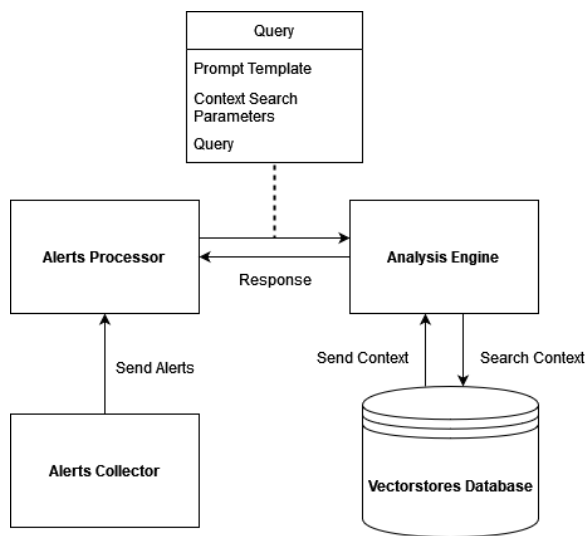 Query
Prompt Template
Context Search
Parameters
Query
Alerts Processor
Analysis Engine
Response
Send Alerts
Send Context
Search Context
Alerts Collector
Vectorstores Database